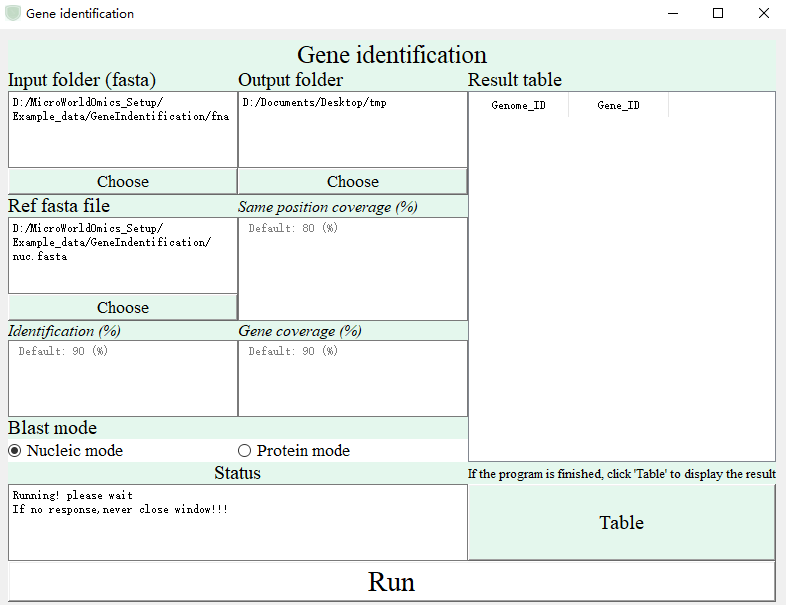 Gene identification
Gene identification
Input folder (fasta)
Output folder
Result table
D:/MicroWorldOmics_Setup/
Example_data/GeneIndentification/fna
D:/Documents/Desktop/tmp
Genome_ID
Gene_ID
Choose
Choose
Ref fasta file
Same position coverage (%)
D:/MicroWorldOmics_Setup/
Example_data/GeneIndentification/
nuc.fasta
Default: 80 (%)
Choose
Identification (%)
Gene coverage (%)
Default: 90 (%)
Default: 90 (%)
Blast mode
Nucleic mode
Protein mode
Status
If the program is finished, click 'Table' to display the result
Running! please wait
If no response,never close window!!!
Table
Run